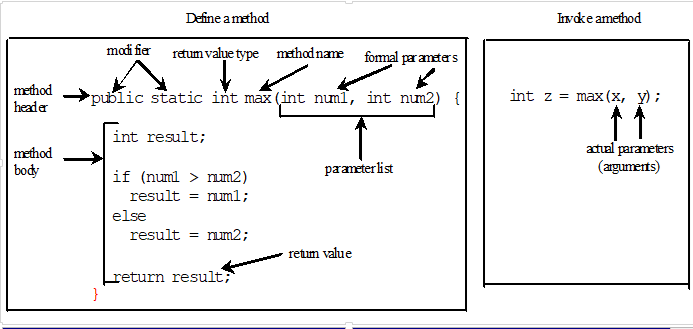 Define a method
Invoke a method
modifier
return value type
method name
formal parameters
method
header
public static int max(int num1, int num2) {
int z = max(x, y);
int result;
method
body
parameter list
actual parameters
(arguments)
if (num1 > num2)
result = num1;
else
result = num2;
return value
return result;
}